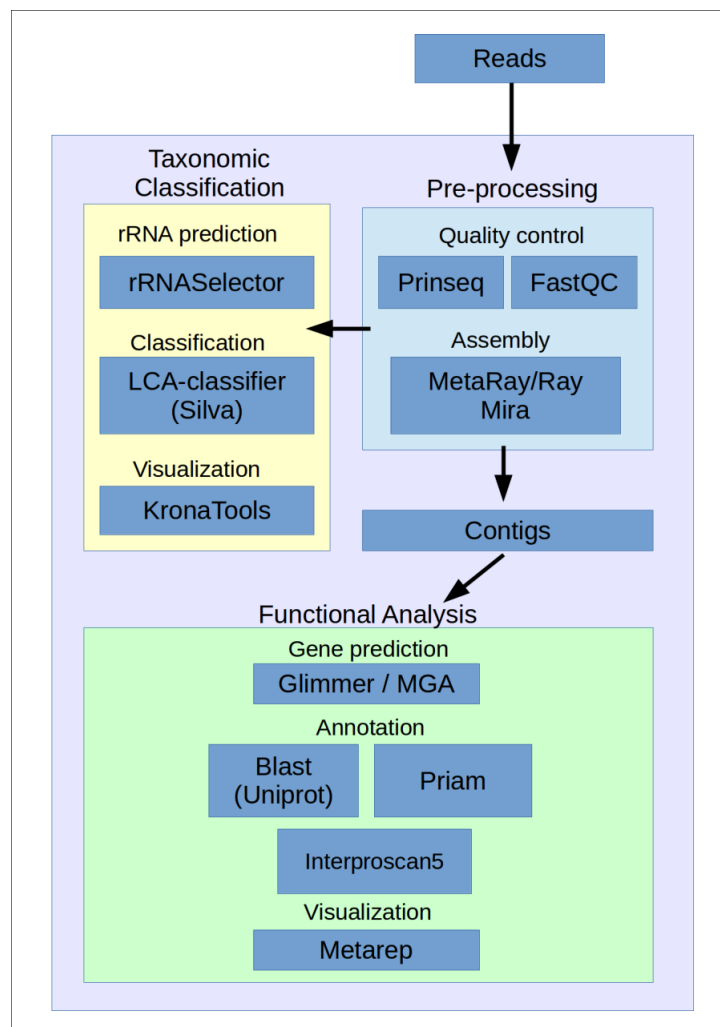 Reads
Taxonomic
Classification
rRNA prediction
rRNASelector
Classification
LCA-classifier
(Silva)
Visualization
KronaTools
Pre-processing
Quality control
Prinseq
FastQC
Assembly
MetaRay/Ray
Mira
Contigs
Functional Analysis
Gene prediction
Glimmer / MGA
Annotation
Blast
(Uniprot)
Priam
Interproscan5
Visualization
Metarep